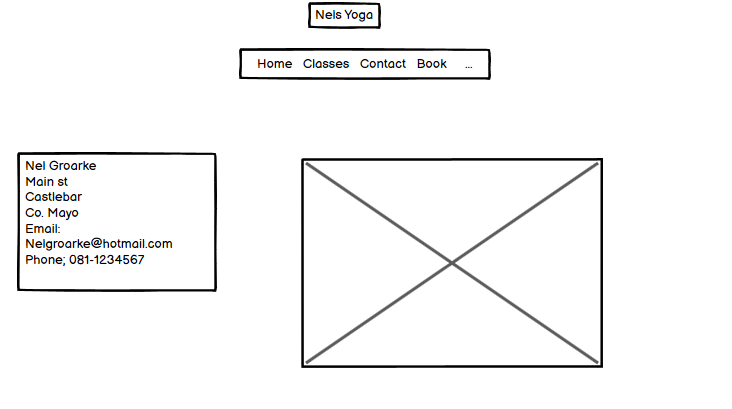 Nels Yoga
Home Classes Contact Book ...
Nel Groarke
Main st
Castlebar
Co. Mayo
Email:
Nelgroarke@hotmail.com
Phone; 081-1234567